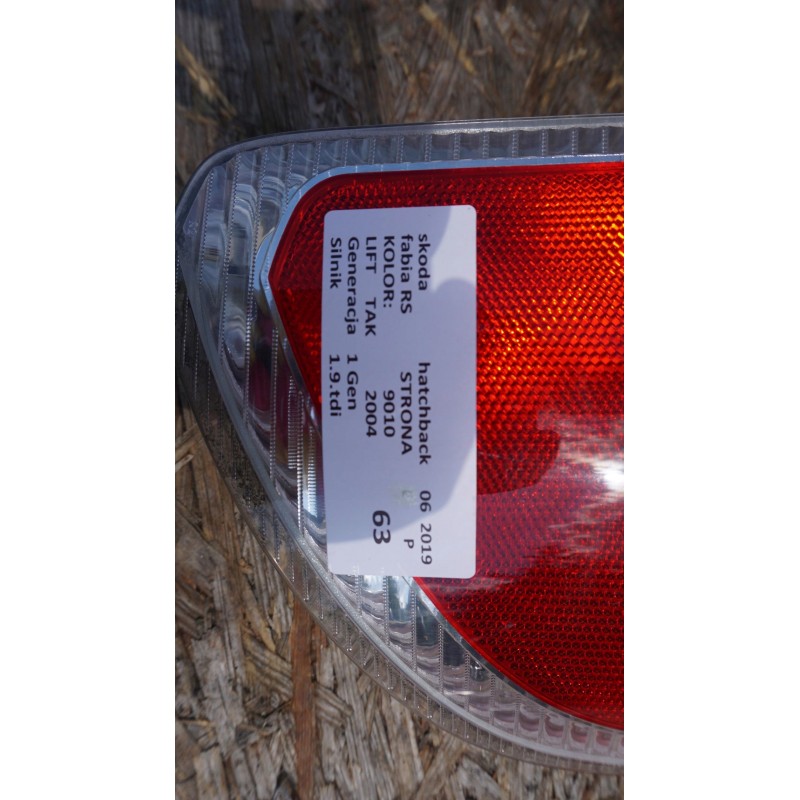 skoda hatchback 06 2019
fabia RS STRONA P
KOLOR: 9010 63
LIFT TAK 2004
Generacja 1 Gen
Silnik 1.9.tdi